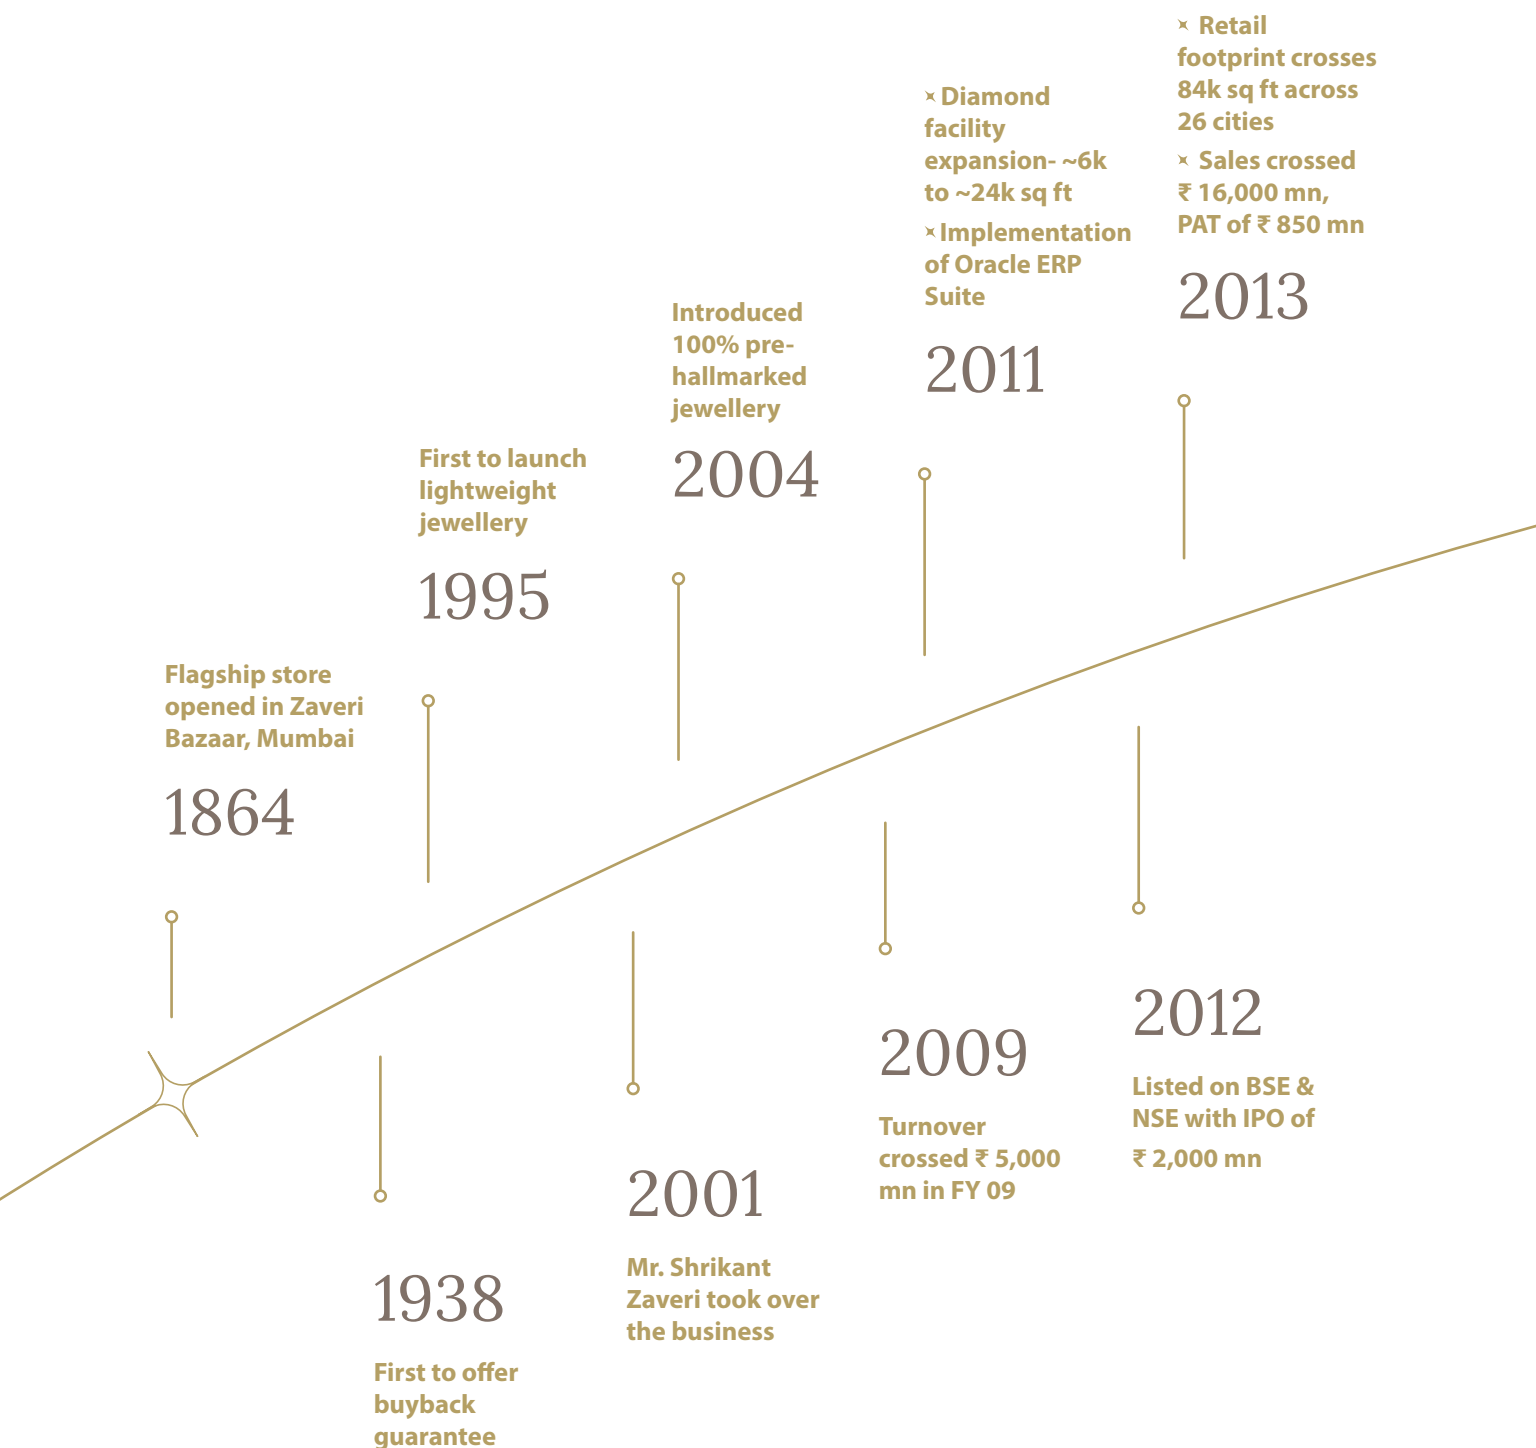 Flagship store
opened in Zaveri
Bazaar, Mumbai
1864
1938
First to offer
buyback
guarantee
First to launch
lightweight
jewellery
1995
2001
Mr. Shrikant
Zaveri took over
the business
Introduced
100% pre-
hallmarked
jewellery
2004
2009
Turnover
crossed ₹ 5,000
mn in FY 09
Diamond
facility
expansion- ~6k
to ~24k sq ft
Implementation
of Oracle ERP
Suite
2011
2012
Listed on BSE &
NSE with IPO of
₹ 2,000 mn
Retail
footprint crosses
84k sq ft across
26 cities
Sales crossed
₹ 16,000 mn,
PAT of ₹ 850 mn
2013